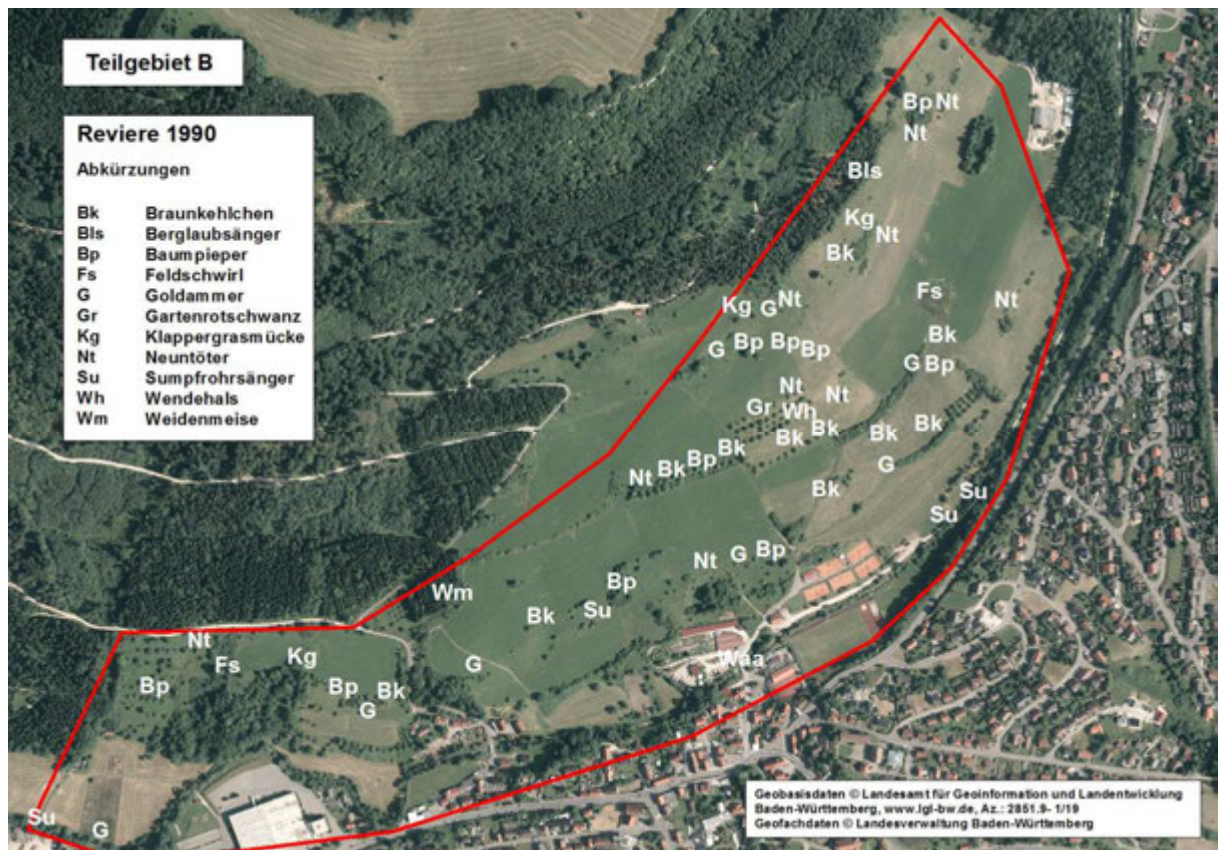 Teilgebiet B
Reviere 1990
Abkürzungen
Bk Braunkehlchen
Bls Berglaubsänger
Bp Baumpieper
Fs Feldschwirl
G Goldammer
Gr Gartenrotschwanz
Kg Klappergrasmücke
Nt Neuntöter
Su Sumpfrohrsänger
Wh Wendehals
Wm Weidenmeise
Bp Nt
Nt
Bls
Kg
Nt
Bk
Fs
Nt
Kg G Nt
Bk
G Bp Bp Bp
G Bp
Nt Nt
Gr Wh
Bk Bk
Bk Bk
Nt Bk Bp Bk
G
Bk
Su
Su
Nt G Bp
Bp
Wm
Bk Su
Nt
Fs Kg
G
Waa
Bp Bp Bk
G
Su G
Geobasisdaten © Landesamt für Geoinformation und Landentwicklung
Baden-Württemberg, www.lgl-bw.de, Az.: 2851.9- 1/19
Geofachdaten © Landesverwaltung Baden-Württemberg